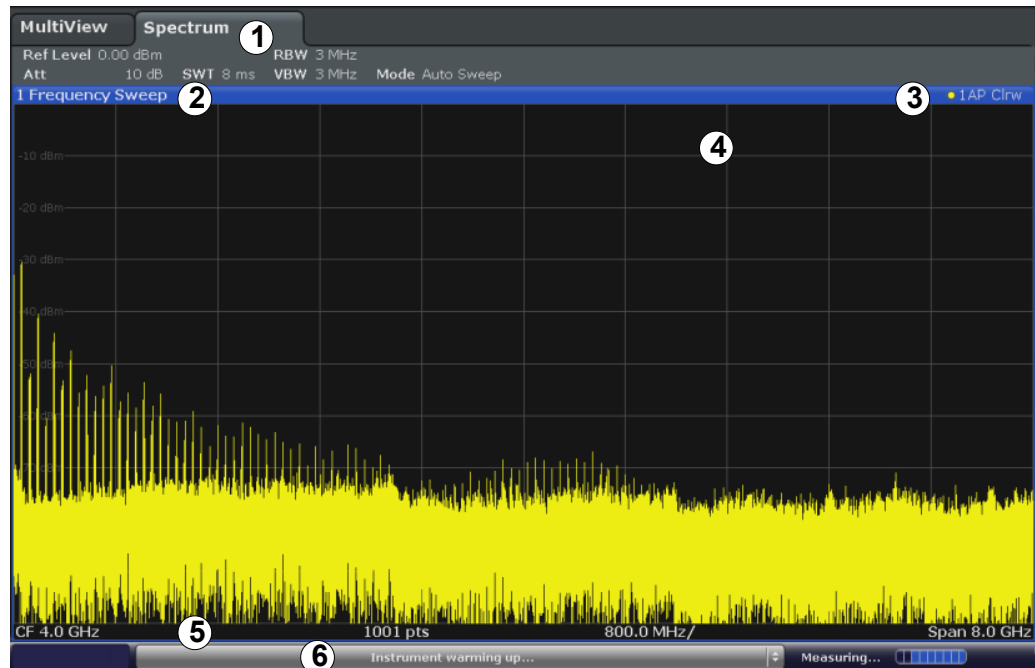 MultiView Spectrum 1
Ref Level 0.00 dBm RBW 3 MHz
Att 10 dB SWT 8 ms VBW 3 MHz Mode Auto Sweep
1 Frequency Sweep 2 3 1AP Clrw
4
-10 dBm
-20 dBm
-30 dBm
-40 dBm
-50 dBm
-60 dBm
-70 dBm
CF 4.0 GHz 5 1001 pts 800.0 MHz/ Span 8.0 GHz
6 Instrument warming up... Measuring...